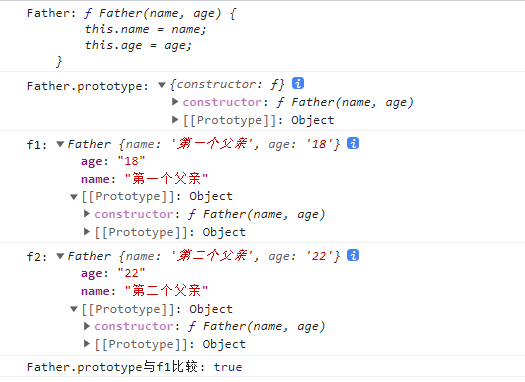 Father: ƒ Father(name, age) {
this.name = name;
this.age = age;
}
Father.prototype: ▼{constructor: ƒ} i
▶ constructor: ƒ Father(name, age)
▶ [[Prototype]]: Object
f1: ▼Father {name: '第一个父亲', age: '18'} i
age: "18"
name: "第一个父亲"
▼[[Prototype]]: Object
▶ constructor: ƒ Father(name, age)
▶ [[Prototype]]: Object
f2: ▼Father {name: '第二个父亲', age: '22'} i
age: "22"
name: "第二个父亲"
▼[[Prototype]]: Object
▶ constructor: ƒ Father(name, age)
▶ [[Prototype]]: Object
Father.prototype与f1比较: true